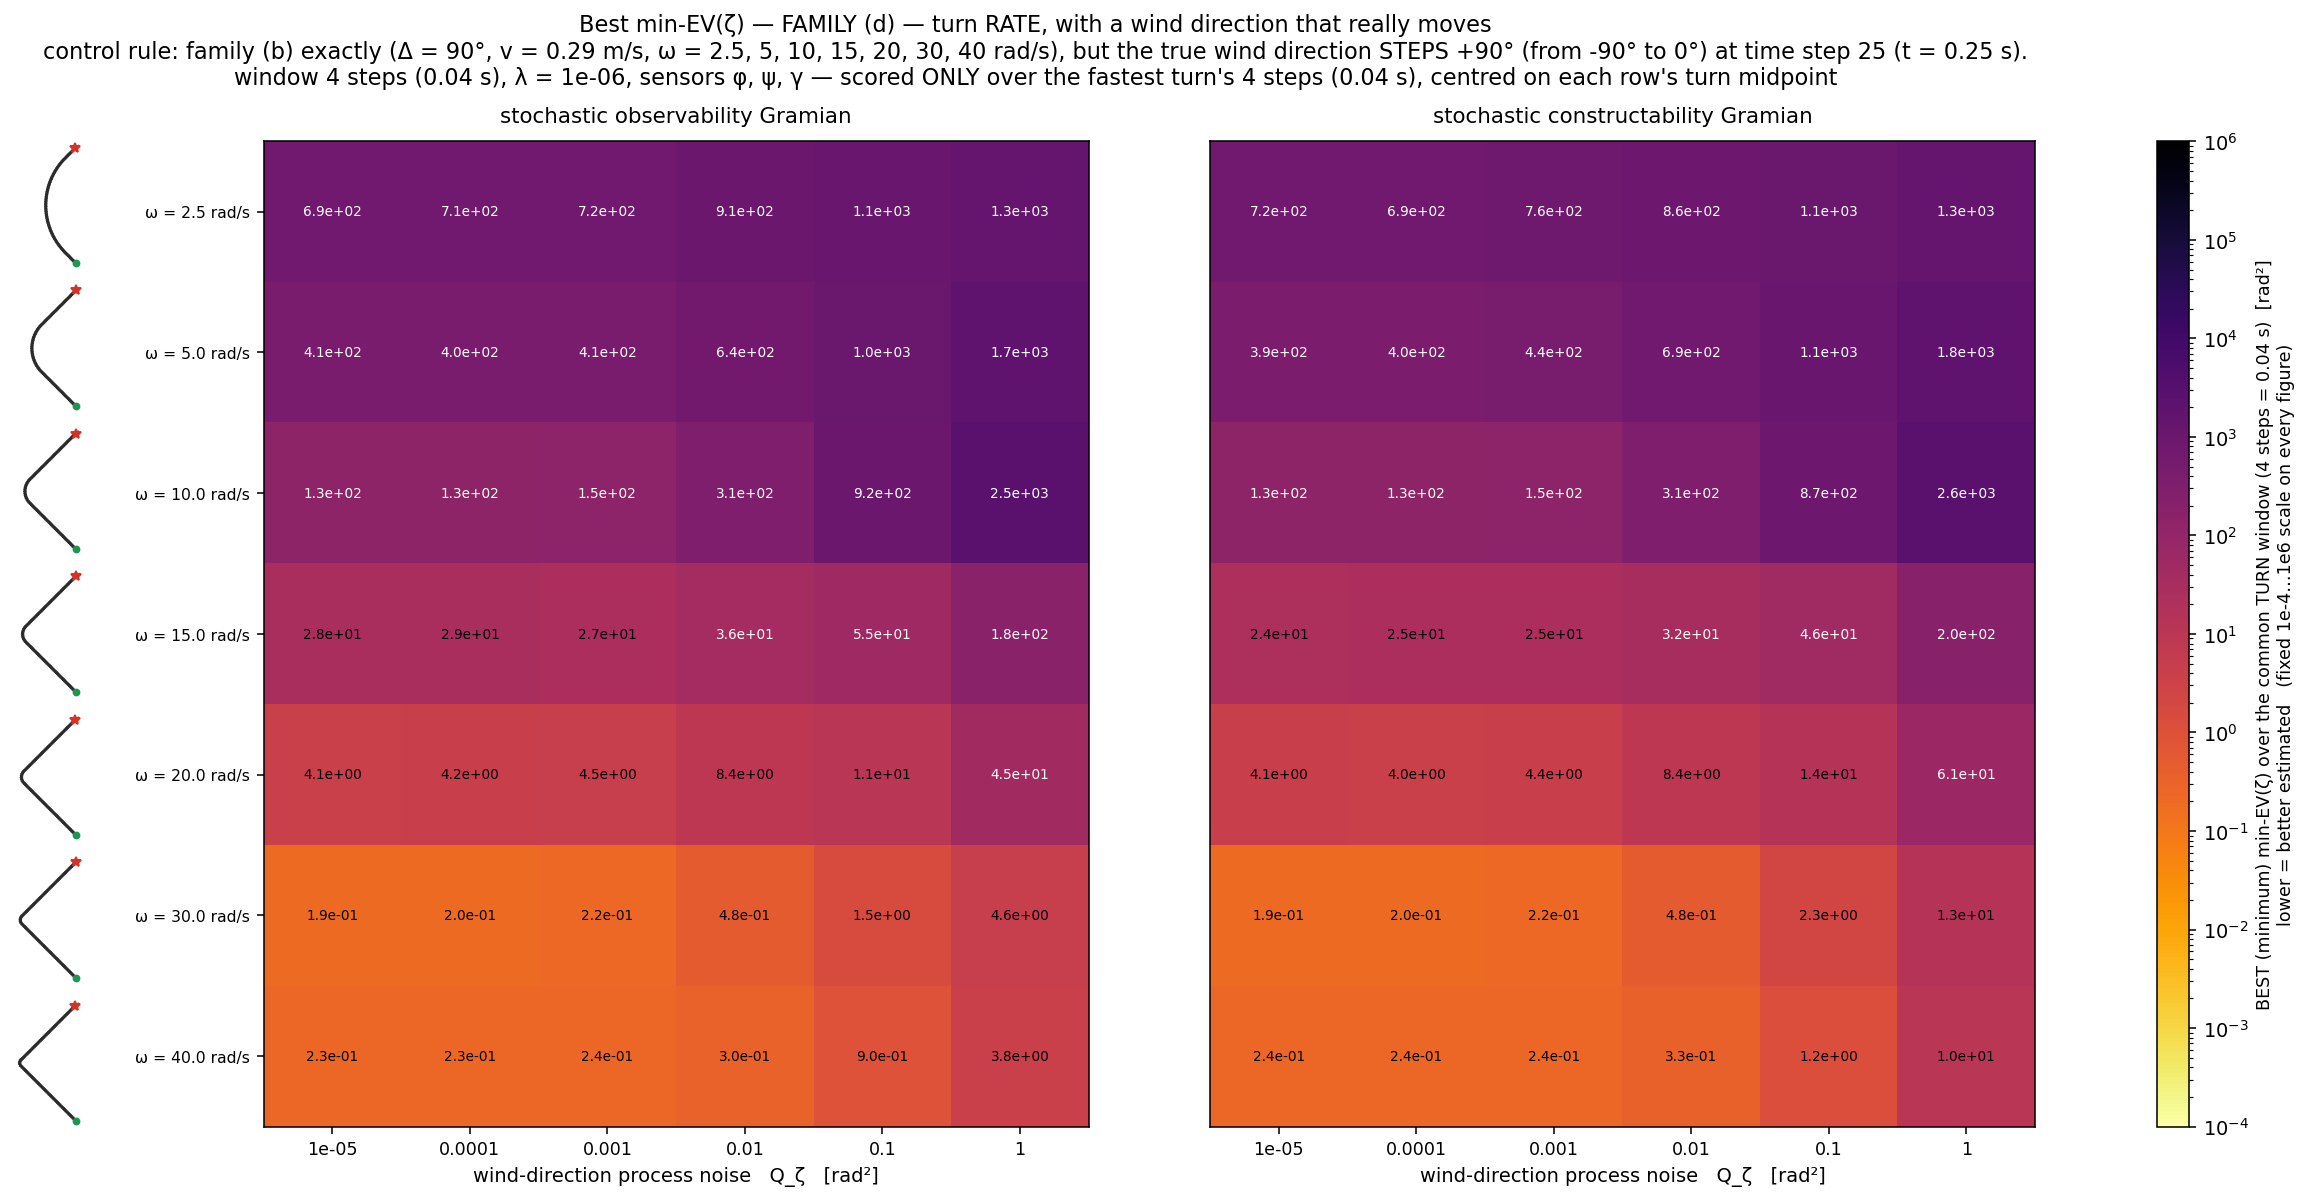 Best min-EV(ζ) — FAMILY (d) — turn RATE, with a wind direction that really moves
control rule: family (b) exactly (Δ = 90°, v = 0.29 m/s, ω = 2.5, 5, 10, 15, 20, 30, 40 rad/s), but the true wind direction STEPS +90° (from -90° to 0°) at time step 25 (t = 0.25 s).
window 4 steps (0.04 s), λ = 1e-06, sensors φ, ψ, γ — scored ONLY over the fastest turn's 4 steps (0.04 s), centred on each row's turn midpoint
stochastic observability Gramian
ω = 2.5 rad/s 6.9e+02 7.1e+02 7.2e+02 9.1e+02 1.1e+03 1.3e+03
ω = 5.0 rad/s 4.1e+02 4.0e+02 4.1e+02 6.4e+02 1.0e+03 1.7e+03
ω = 10.0 rad/s 1.3e+02 1.3e+02 1.5e+02 3.1e+02 9.2e+02 2.5e+03
ω = 15.0 rad/s 2.8e+01 2.9e+01 2.7e+01 3.6e+01 5.5e+01 1.8e+02
ω = 20.0 rad/s 4.1e+00 4.2e+00 4.5e+00 8.4e+00 1.1e+01 4.5e+01
ω = 30.0 rad/s 1.9e-01 2.0e-01 2.2e-01 4.8e-01 1.5e+00 4.6e+00
ω = 40.0 rad/s 2.3e-01 2.3e-01 2.4e-01 3.0e-01 9.0e-01 3.8e+00
1e-05 0.0001 0.001 0.01 0.1 1
wind-direction process noise Q_ζ [rad²]
stochastic constructability Gramian
7.2e+02 6.9e+02 7.6e+02 8.6e+02 1.1e+03 1.3e+03
3.9e+02 4.0e+02 4.4e+02 6.9e+02 1.1e+03 1.8e+03
1.3e+02 1.3e+02 1.5e+02 3.1e+02 8.7e+02 2.6e+03
2.4e+01 2.5e+01 2.5e+01 3.2e+01 4.6e+01 2.0e+02
4.1e+00 4.0e+00 4.4e+00 8.4e+00 1.4e+01 6.1e+01
1.9e-01 2.0e-01 2.2e-01 4.8e-01 2.3e+00 1.3e+01
2.4e-01 2.4e-01 2.4e-01 3.3e-01 1.2e+00 1.0e+01
1e-05 0.0001 0.001 0.01 0.1 1
wind-direction process noise Q_ζ [rad²]
10⁶
10⁵
10⁴
10³
10²
10¹
10⁰
10⁻¹
10⁻²
10⁻³
10⁻⁴
BEST (minimum) min-EV(ζ) over the common TURN window (4 steps = 0.04 s) [rad²]
lower = better estimated (fixed 1e-4...1e6 scale on every figure)